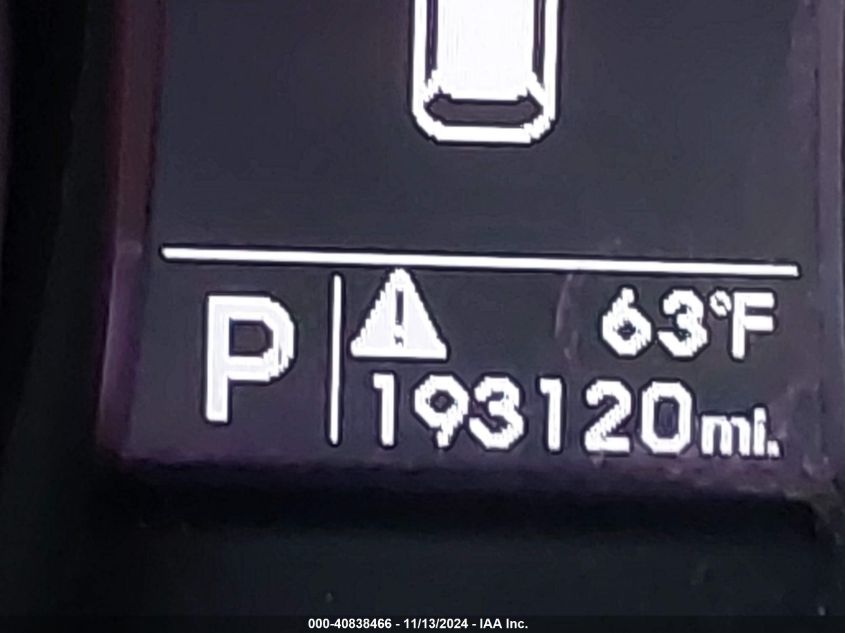 P
63°F
193120mi.
000-40838466 - 11/13/2024 - IAA Inc.